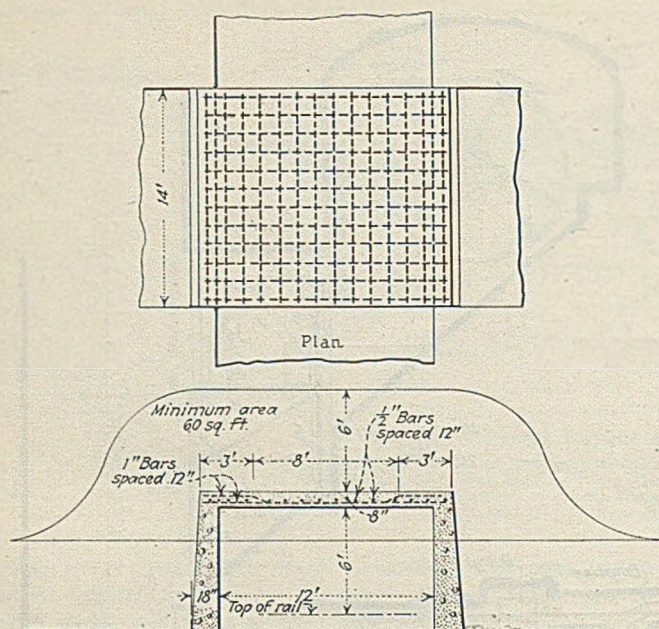 14'
Plan
Minimum area
60 sq. ft.
6'
1/2" Bars
spaced 12"
1" Bars
spaced 12"
3'
8'
3'
8"
6'
18"
12'
Top of rail